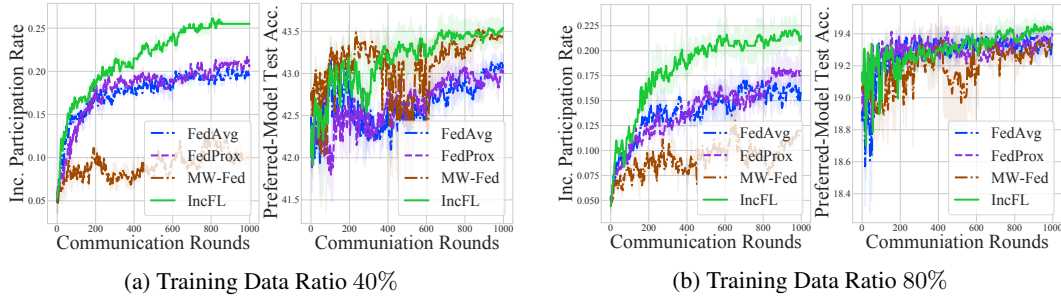 Inc. Participation Rate
0.25
0.20
0.15
0.10
0.05
FedAvg
FedProx
MW-Fed
IncFL
0 200 400 600 800 1000
Communication Rounds
Preferred-Model Test Acc.
43.5
43.0
42.5
42.0
41.5
FedAvg
FedProx
MW-Fed
IncFL
0 200 400 600 800 1000
Communication Rounds
(a) Training Data Ratio 40%
Inc. Participation Rate
0.225
0.200
0.175
0.150
0.125
0.100
0.075
0.050
FedAvg
FedProx
MW-Fed
IncFL
0 200 400 600 800 1000
Communication Rounds
Preferred-Model Test Acc.
19.4
19.2
19.0
18.8
18.6
18.4
FedAvg
FedProx
MW-Fed
IncFL
0 200 400 600 800 1000
Communication Rounds
(b) Training Data Ratio 80%